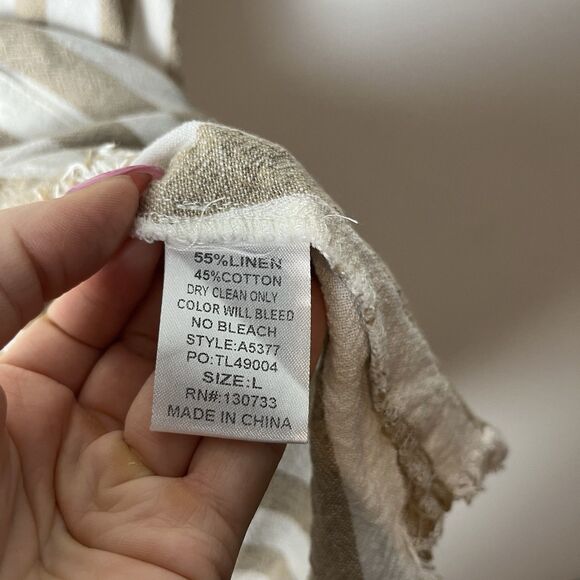 55%LINEN
45%COTTON
DRY CLEAN ONLY
COLOR WILL BLEED
NO BLEACH
STYLE:A5377
PO:TL49004
SIZE:L
RN#:130733
MADE IN CHINA